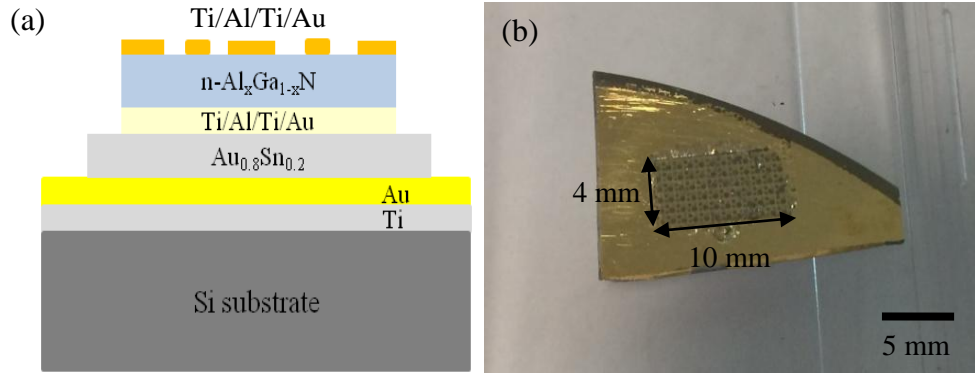 (a)
Ti/Al/Ti/Au
n-AlₓGa₁₋ₓN
Ti/Al/Ti/Au
Au₀.₈Sn₀.₂
Au
Ti
Si substrate
(b)
4 mm
10 mm
5 mm